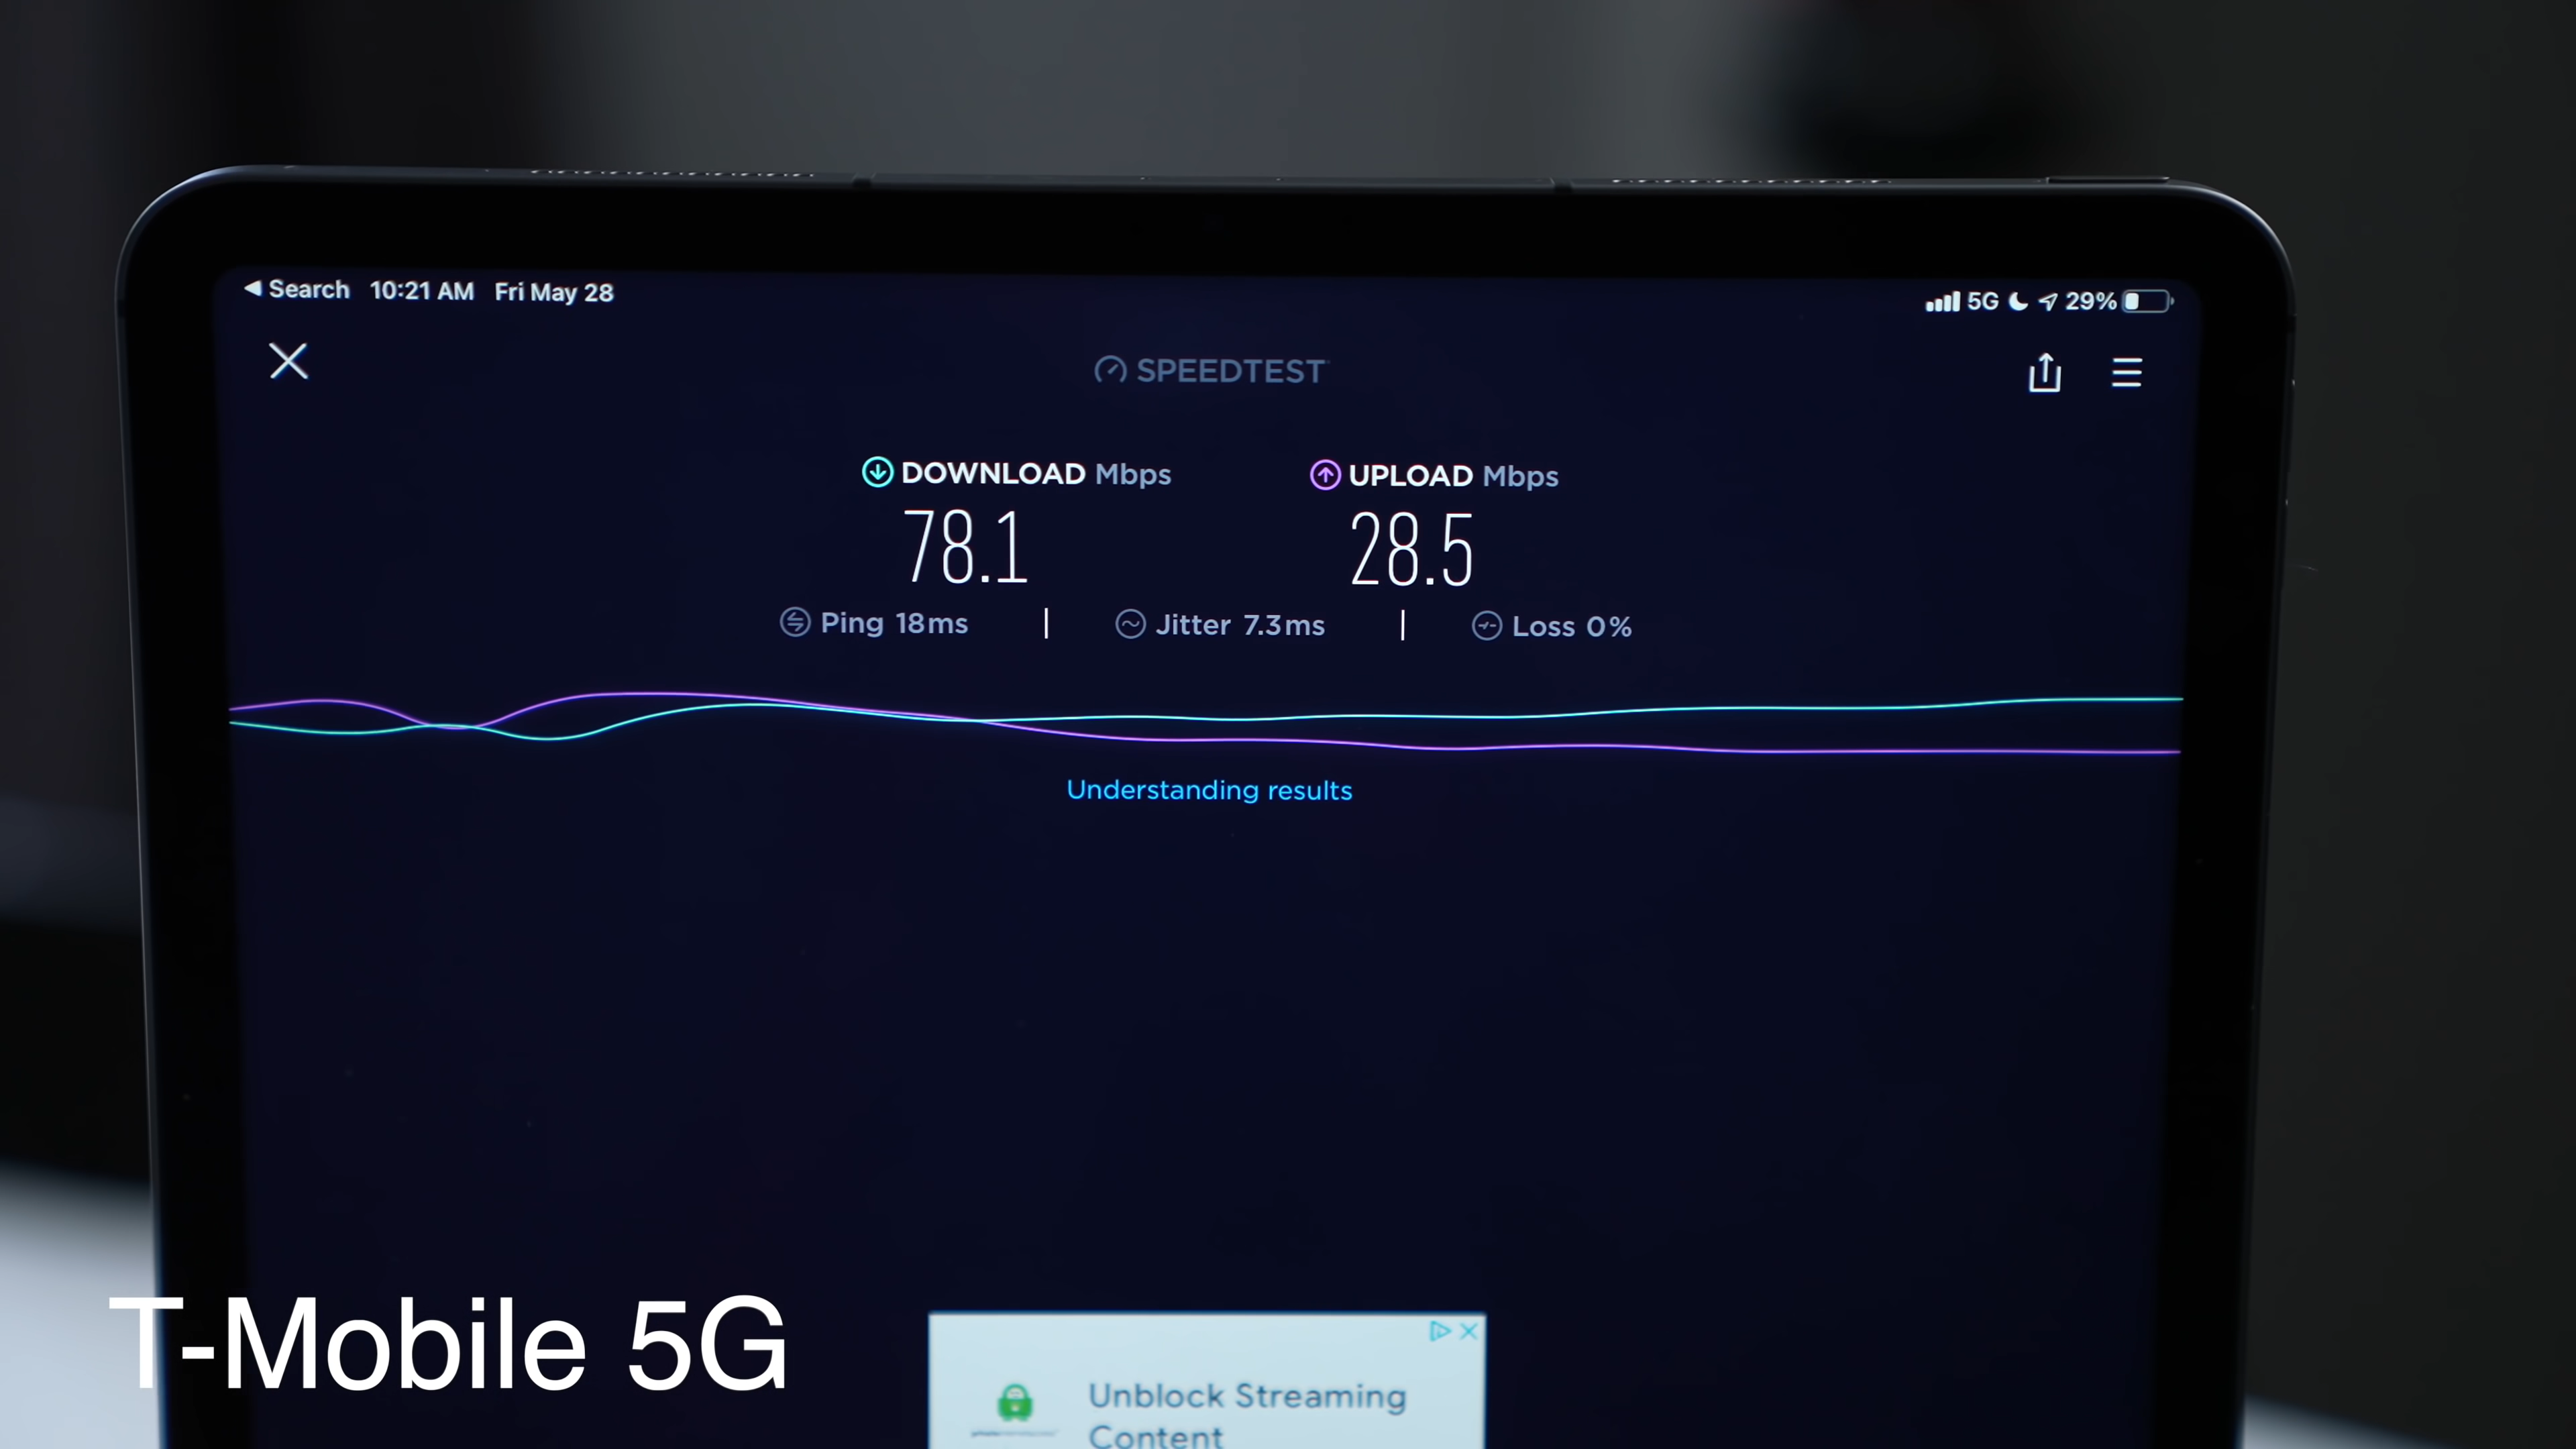 Search 10:21 AM Fri May 28
5G 29%
SPEEDTEST
DOWNLOAD Mbps
78.1
UPLOAD Mbps
28.5
Ping 18ms | Jitter 7.3ms | Loss 0%
Understanding results
T-Mobile 5G
Unblock Streaming
Content